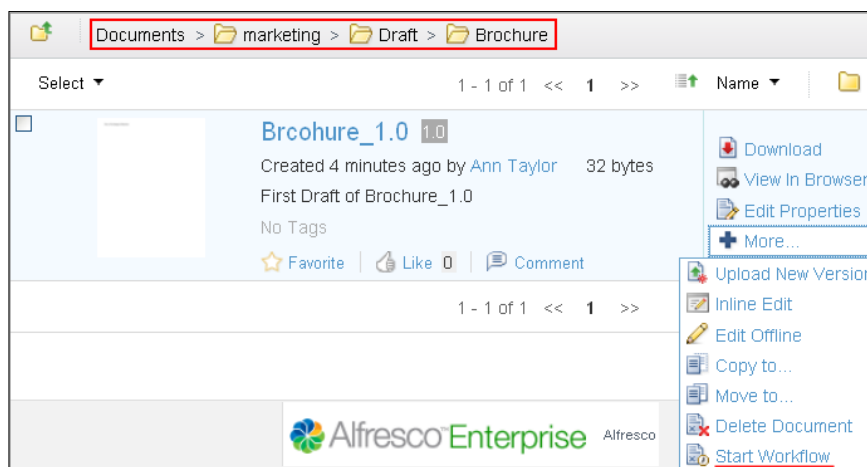 Documents > marketing > Draft > Brochure
Select 1 - 1 of 1 << 1 >> Name
Brcohure_1.0 1.0
Created 4 minutes ago by Ann Taylor 32 bytes
First Draft of Brochure_1.0
No Tags
Favorite Like 0 Comment
Download
View In Browser
Edit Properties
More...
Upload New Version
Inline Edit
Edit Offline
Copy to...
Move to...
Delete Document
Start Workflow
1 - 1 of 1 << 1 >>
Alfresco™ Enterprise Alfresco